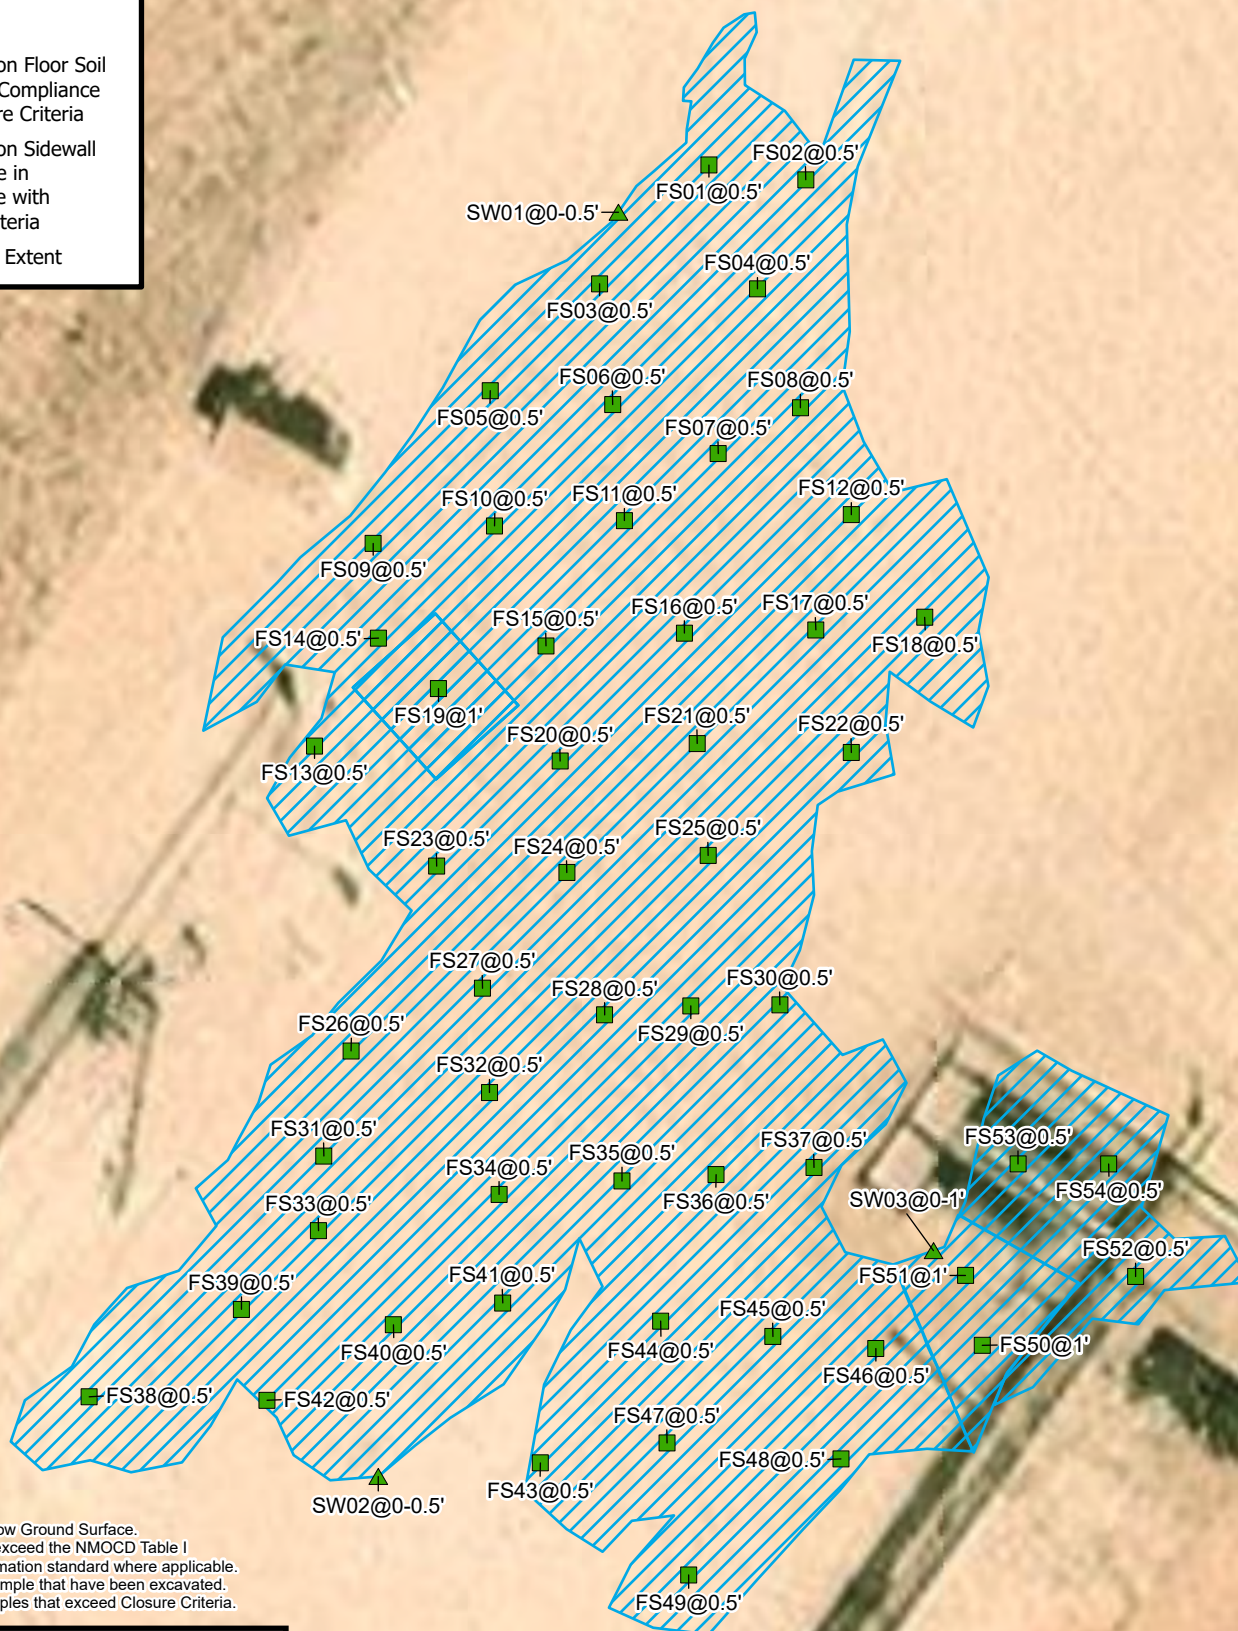 on Floor Soil
Compliance
re Criteria
on Sidewall
e in
e with
iteria
Extent
FS02@0.5'
FS01@0.5'
SW01@0-0.5'
FS04@0.5'
FS03@0.5'
FS06@0.5'
FS08@0.5'
FS05@0.5'
FS07@0.5'
FS12@0.5'
FS10@0.5'
FS11@0.5'
FS09@0.5'
FS17@0.5'
FS16@0.5'
FS15@0.5'
FS14@0.5'
FS18@0.5'
FS19@1'
FS21@0.5'
FS20@0.5'
FS22@0.5'
FS13@0.5'
FS25@0.5'
FS23@0.5'
FS24@0.5'
FS27@0.5'
FS30@0.5'
FS28@0.5'
FS29@0.5'
FS26@0.5'
FS32@0.5'
FS31@0.5'
FS37@0.5'
FS53@0.5'
FS34@0.5'
FS35@0.5'
FS36@0.5'
FS54@0.5'
SW03@0-1'
FS33@0.5'
FS52@0.5'
FS41@0.5'
FS51@1'
FS39@0.5'
FS45@0.5'
FS40@0.5'
FS44@0.5'
FS50@1'
FS46@0.5'
FS38@0.5'
FS42@0.5'
FS47@0.5'
FS48@0.5'
FS43@0.5'
SW02@0-0.5'
ow Ground Surface.
exceed the NMOCD Table I
mation standard where applicable.
mple that have been excavated.
ples that exceed Closure Criteria.
FS49@0.5'